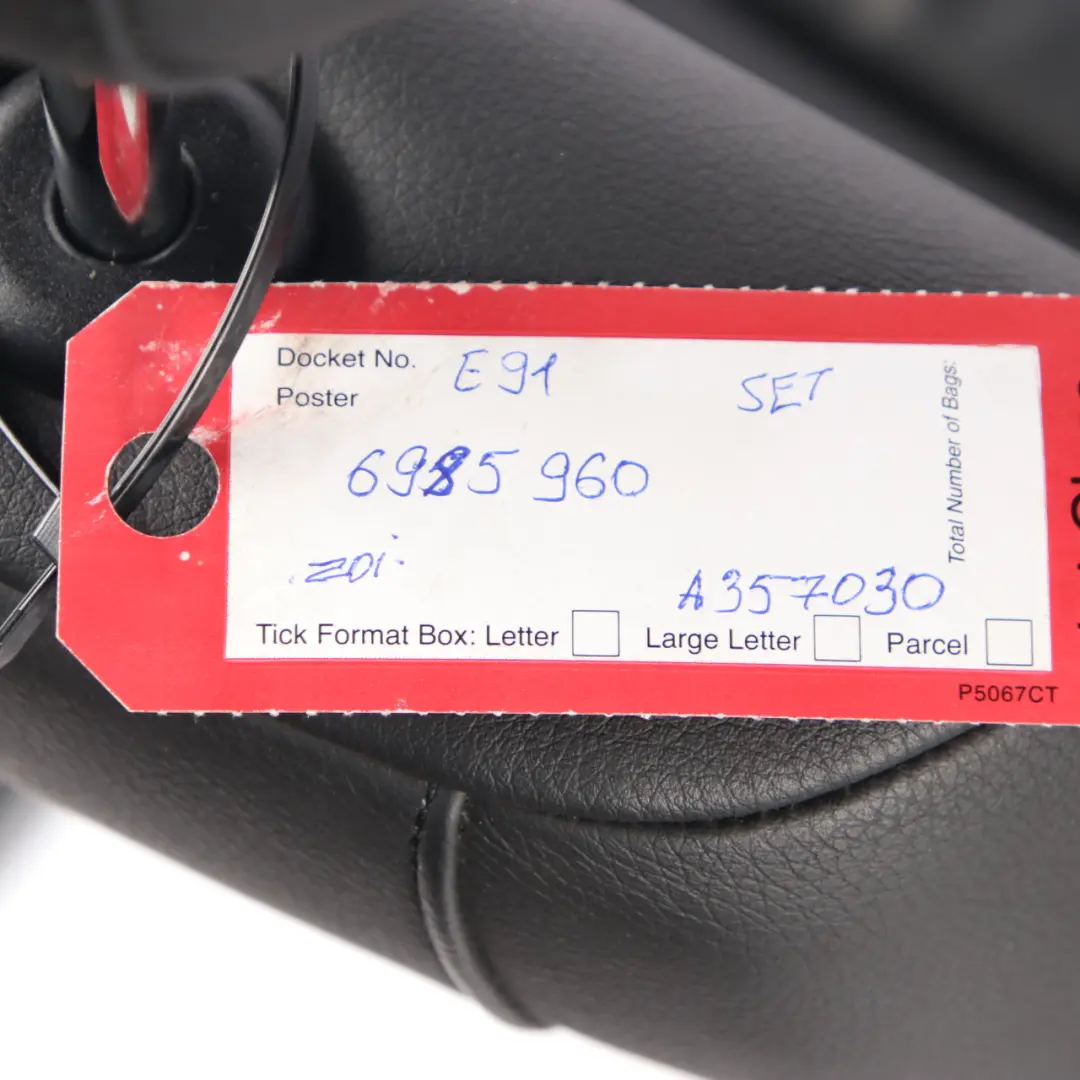 Docket No. E91 SET
Poster
6985 960
Total Number of Bags:
zoi
A357030
Tick Format Box: Letter Large Letter Parcel
P5067CT